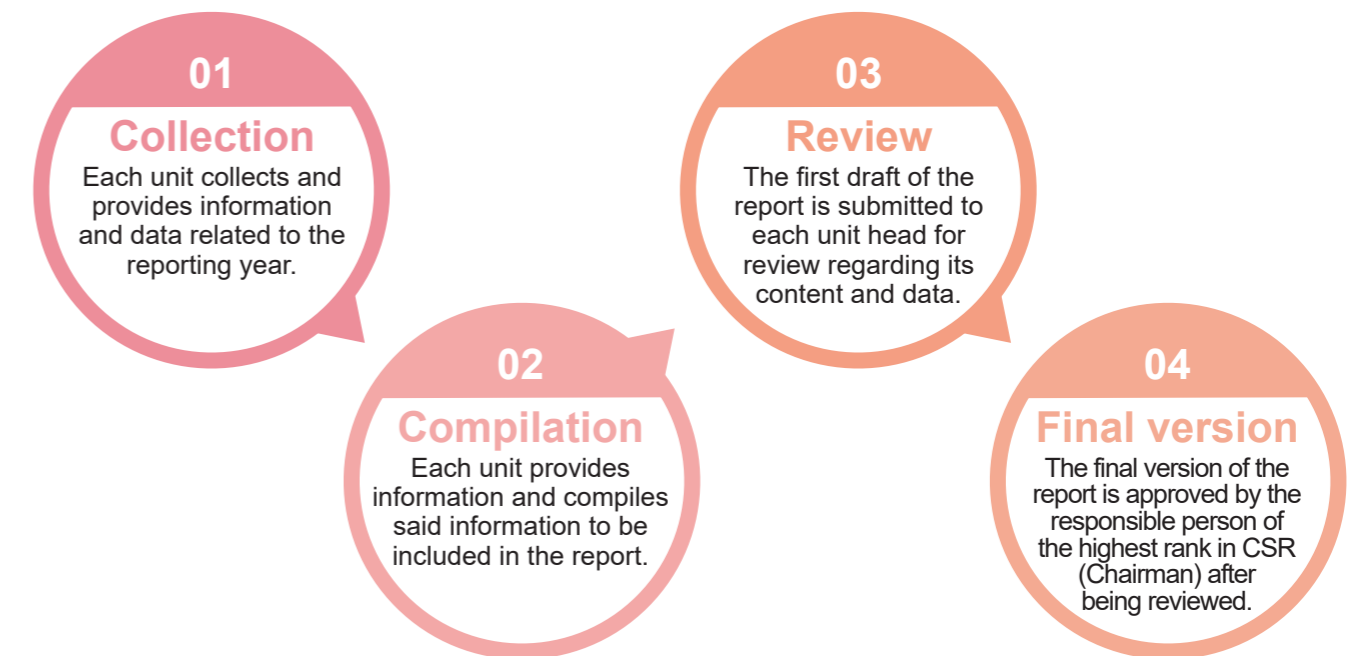 01
Collection
Each unit collects and
provides information
and data related to the
reporting year.
02
Compilation
Each unit provides
information and compiles
said information to be
included in the report.
03
Review
The first draft of the
report is submitted to
each unit head for
review regarding its
content and data.
04
Final version
The final version of the
report is approved by the
responsible person of
the highest rank in CSR
(Chairman) after
being reviewed.